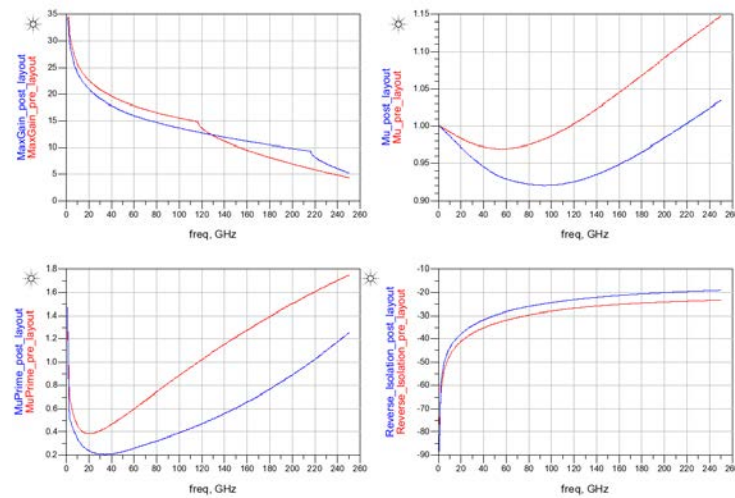 MaxGain_post_layout
MaxGain_pre_layout
35
30
25
20
15
10
5
0
0 20 40 60 80 100 120 140 160 180 200 220 240 260
freq, GHz
Mu_post_layout
Mu_pre_layout
1.15
1.10
1.05
1.00
0.95
0.90
0 20 40 60 80 100 120 140 160 180 200 220 240 260
freq, GHz
MuPrime_post_layout
MuPrime_pre_layout
1.8
1.6
1.4
1.2
1.0
0.8
0.6
0.4
0.2
0 20 40 60 80 100 120 140 160 180 200 220 240 260
freq, GHz
Reverse_Isolation_post_layout
Reverse_Isolation_pre_layout
-10
-20
-30
-40
-50
-60
-70
-80
-90
0 20 40 60 80 100 120 140 160 180 200 220 240 260
freq, GHz